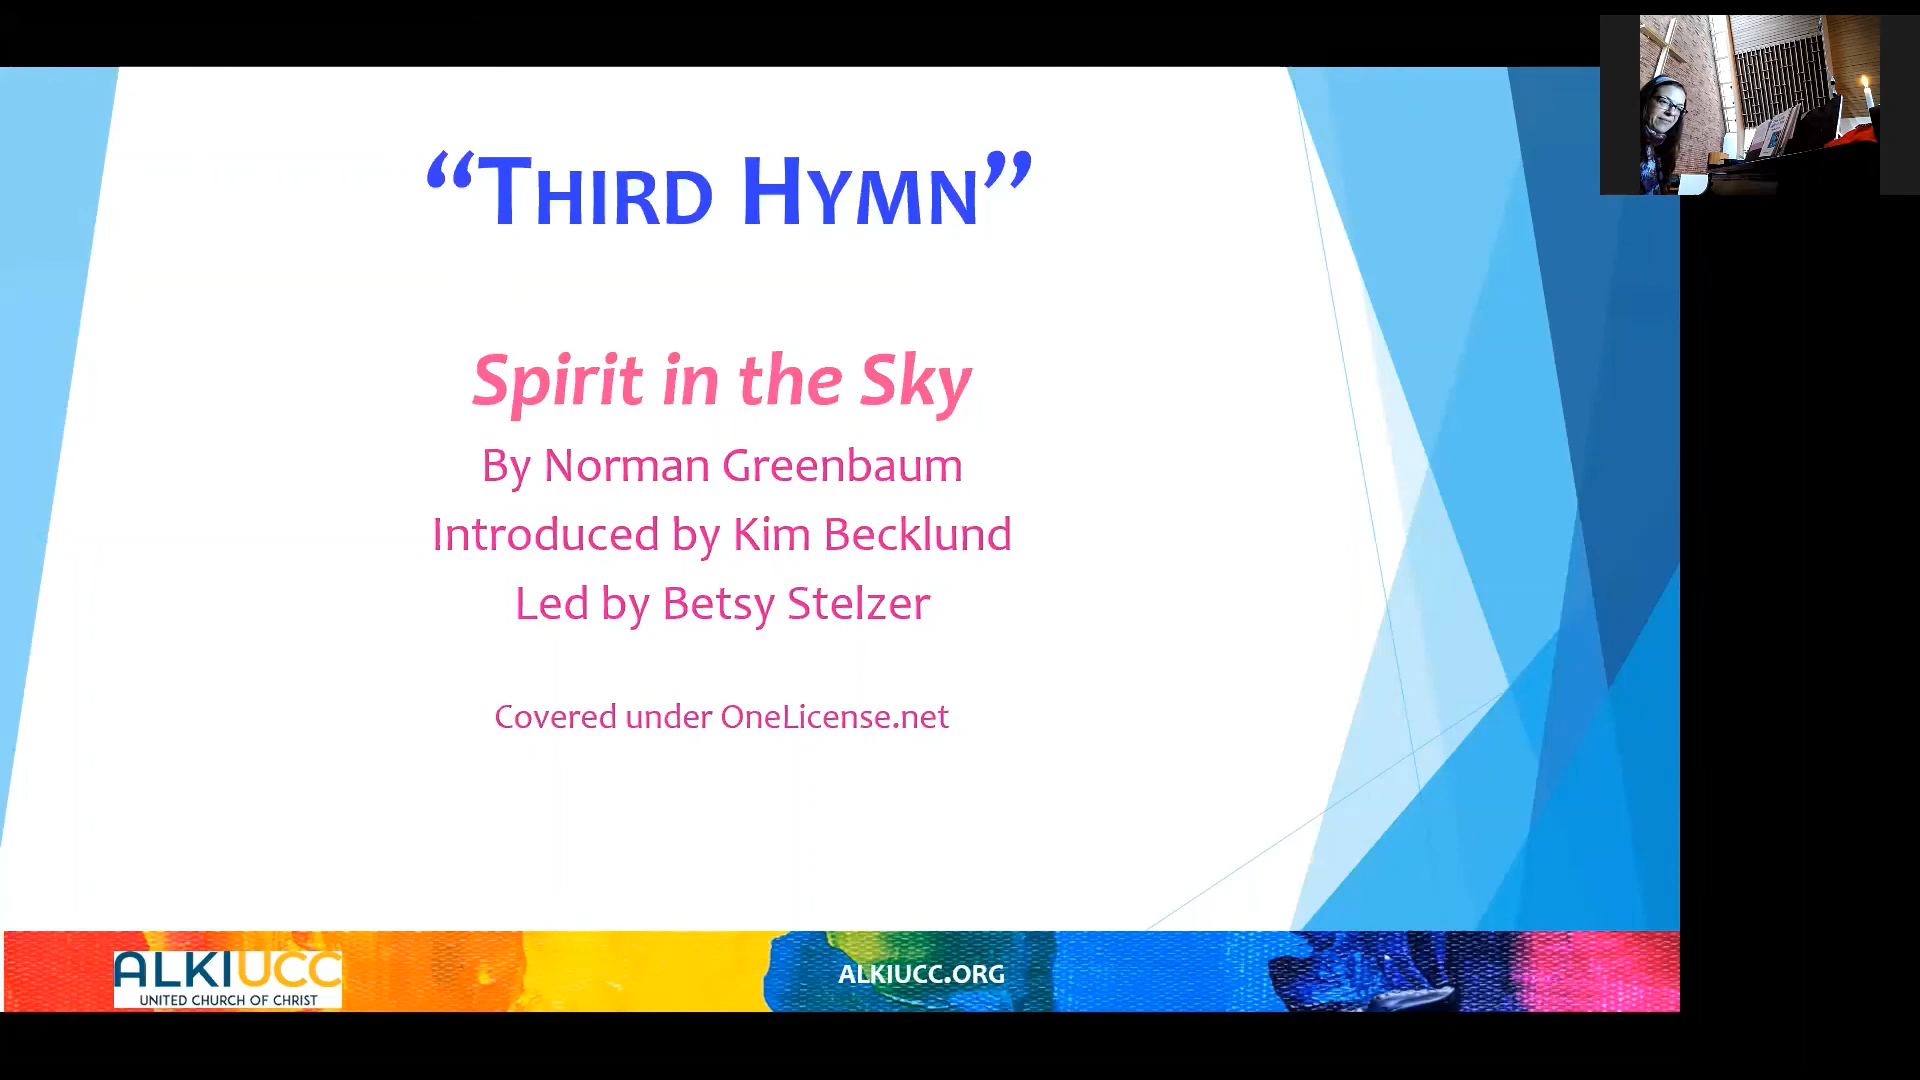 “THIRD HYMN”
Spirit in the Sky
By Norman Greenbaum
Introduced by Kim Becklund
Led by Betsy Stelzer
Covered under OneLicense.net
ALKIUCC
UNITED CHURCH OF CHRIST
ALKIUCC.ORG